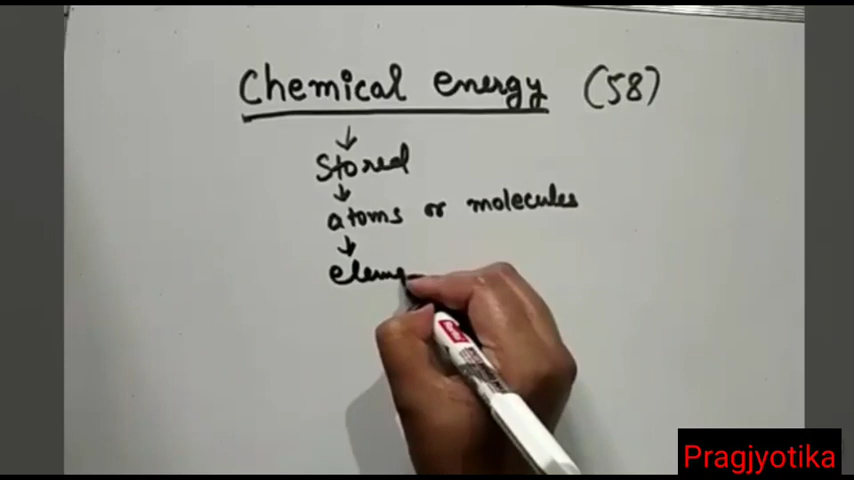 Chemical energy (58)
Stored
atoms or molecules
Pragjyotika